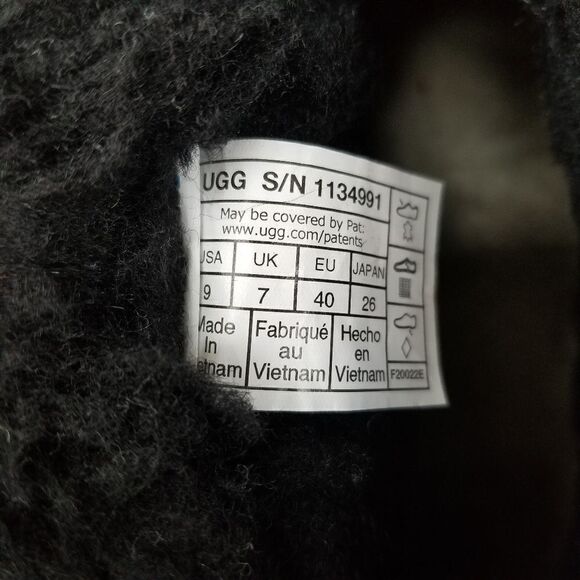 UGG S/N 1134991
May be covered by Pat:
www.ugg.com/patents
USA UK EU JAPAN
9 7 40 26
Made Fabriqué Hecho
In au en
Vietnam Vietnam Vietnam F20022E